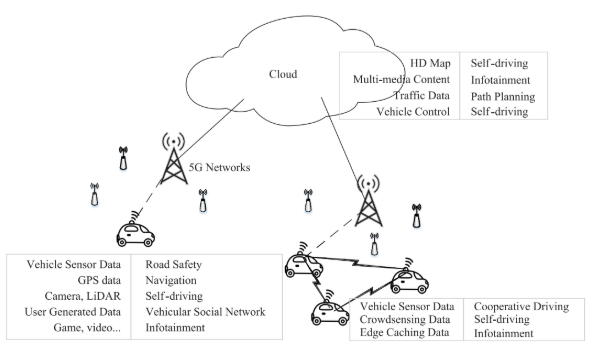 Cloud
HD Map Self-driving
Multi-media Content Infotainment
Traffic Data Path Planning
Vehicle Control Self-driving
5G Networks
Vehicle Sensor Data Road Safety
GPS data Navigation
Camera, LiDAR Self-driving
User Generated Data Vehicular Social Network
Game, video... Infotainment
Vehicle Sensor Data Cooperative Driving
Crowdsensing Data Self-driving
Edge Caching Data Infotainment